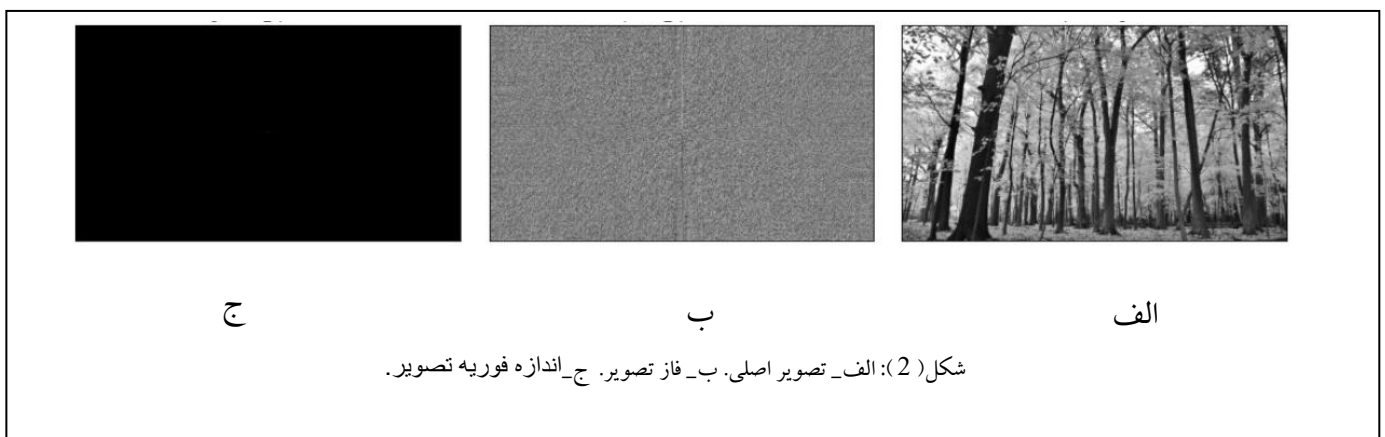 الف
ب
ج
شکل( 2): الف_ تصویر اصلی. ب_ فاز تصویر. ج_اندازه فوریه تصویر.